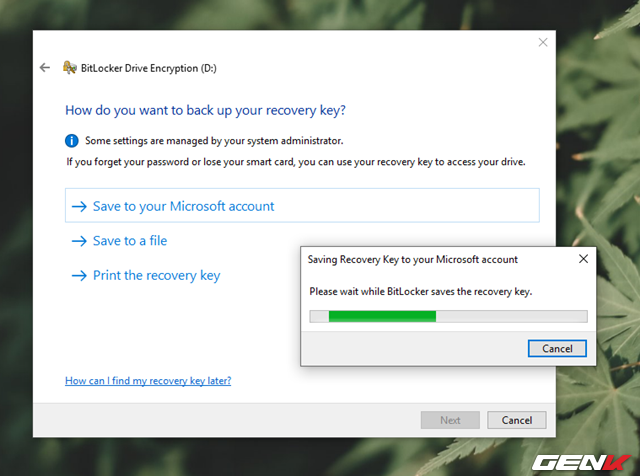 BitLocker Drive Encryption (D:)
How do you want to back up your recovery key?
Some settings are managed by your system administrator.
If you forget your password or lose your smart card, you can use your recovery key to access your drive.
Save to your Microsoft account
Save to a file
Print the recovery key
Saving Recovery Key to your Microsoft account
Please wait while BitLocker saves the recovery key.
Cancel
How can I find my recovery key later?
Next
Cancel
GENK